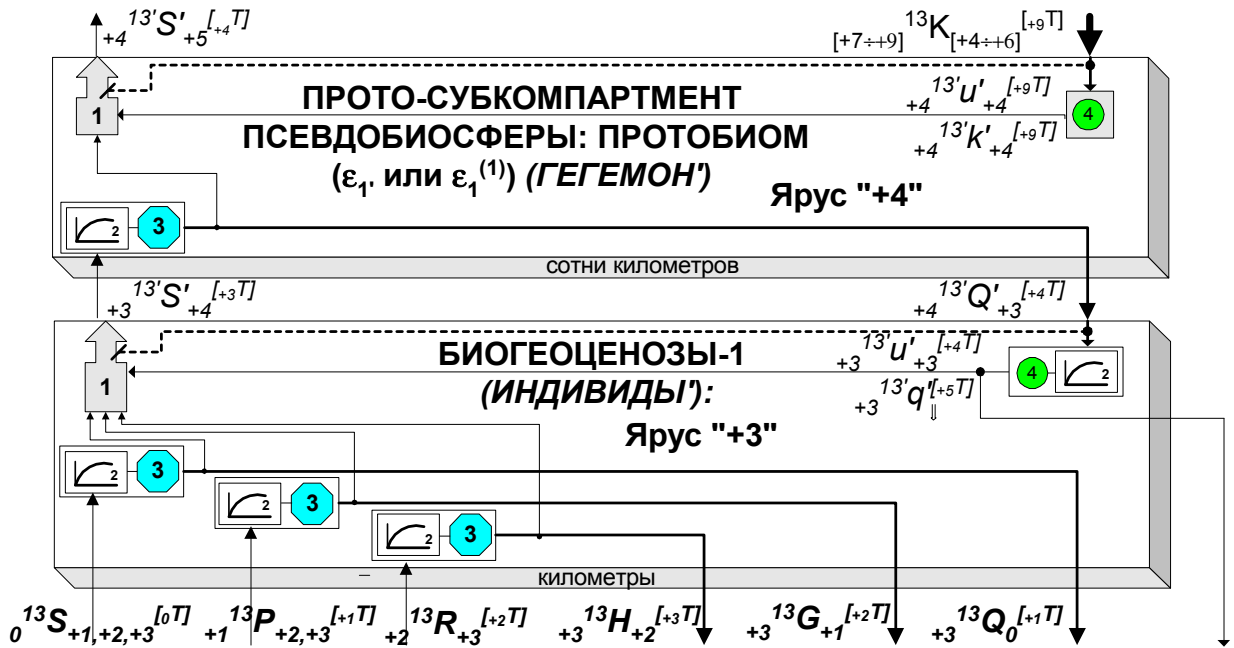 +4 13'S'+5 [+4T]
[+7÷+9] 13K[+4÷+6] [+9T]
ПРОТО-СУБКОМПАРТМЕНТ
ПСЕВДОБИОСФЕРЫ: ПРОТОБИОМ
(ε1' или ε1(1)) (ГЕГЕМОН')
Ярус "+4"
+4 13'u'+4 [+9T]
+4 13'k'+4 [+9T]
1
4
2
3
сотни километров
+3 13'S'+4 [+3T]
+4 13'Q'+3 [+4T]
БИОГЕОЦЕНОЗЫ-1
(ИНДИВИДЫ'):
Ярус "+3"
+3 13'u'+3 [+4T]
+3 13'q'⇓ [+5T]
1
4
2
2
3
2
3
2
3
километры
0 13S+1,+2,+3 [0T]
+1 13P+2,+3 [+1T]
+2 13R+3 [+2T]
+3 13H+2 [+3T]
+3 13G+1 [+2T]
+3 13Q0 [+1T]